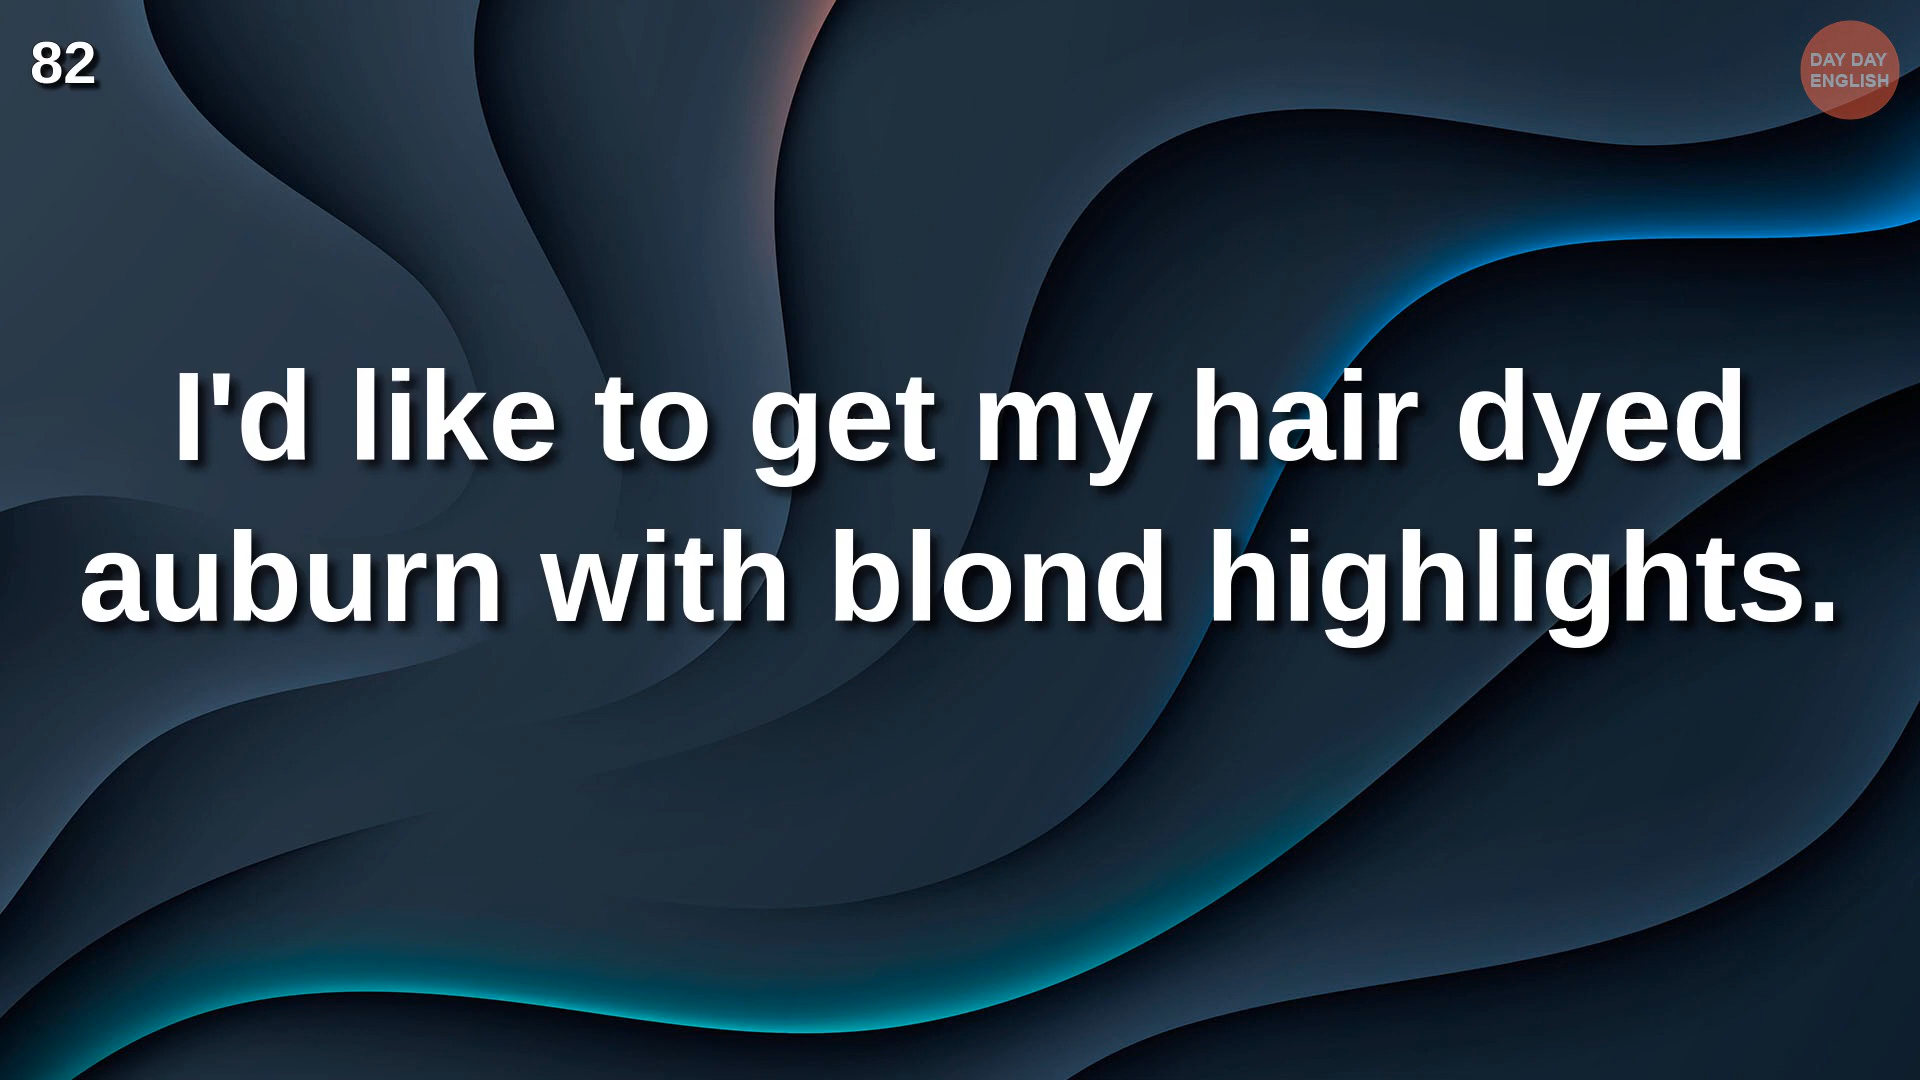 82
DAY DAY
ENGLISH
I'd like to get my hair dyed
auburn with blond highlights.